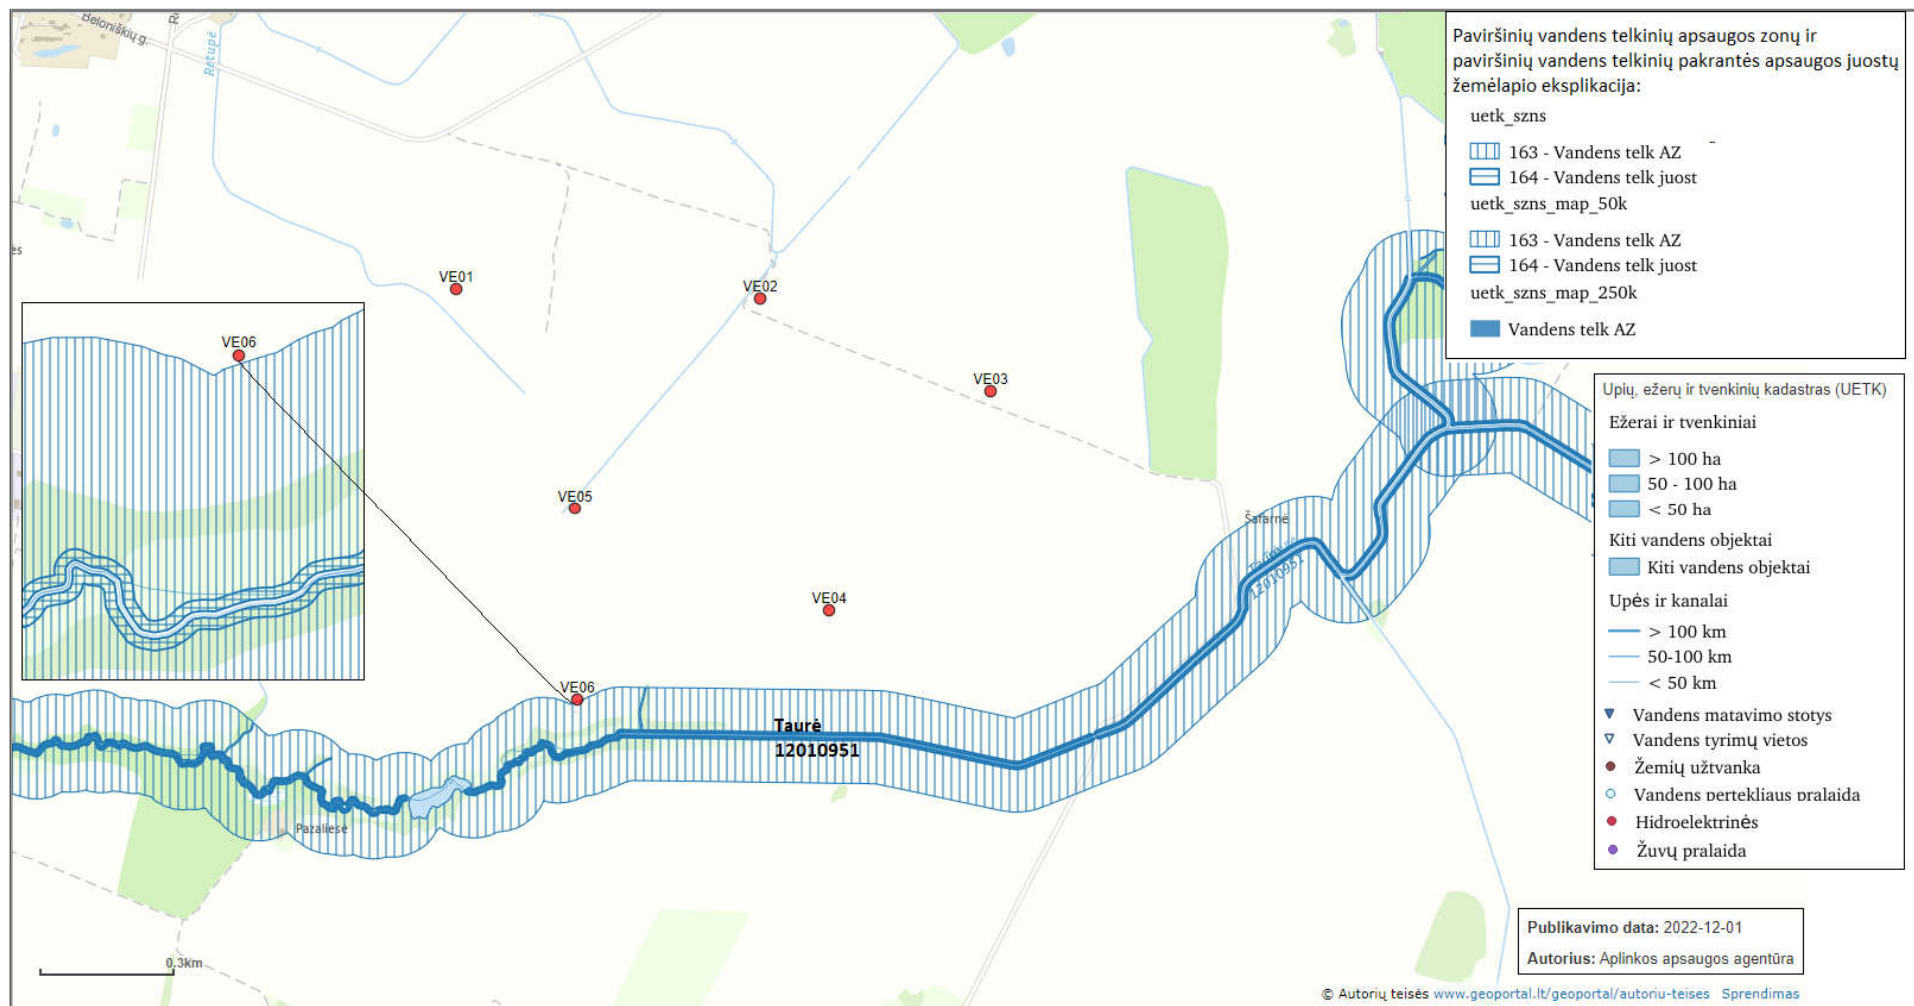 Beloniškių g.
Rėtupė
Paviršinių vandens telkinių apsaugos zonų ir
paviršinių vandens telkinių pakrantės apsaugos juostų
žemėlapio eksplikacija:
uetk_szns
163 - Vandens telk AZ
164 - Vandens telk juost
uetk_szns_map_50k
163 - Vandens telk AZ
164 - Vandens telk juost
uetk_szns_map_250k
Vandens telk AZ
VE01
VE02
VE06
VE03
Upių, ežerų ir tvenkinių kadastras (UETK)
Ežerai ir tvenkiniai
> 100 ha
50 - 100 ha
< 50 ha
Kiti vandens objektai
Kiti vandens objektai
Upės ir kanalai
> 100 km
50-100 km
< 50 km
Vandens matavimo stotys
Vandens tyrimų vietos
Žemių užtvanka
Vandens pertekliaus pralaida
Hidroelektrinės
Žuvų pralaida
VE05
Šafarnė
12010951
VE04
VE06
Taurė
12010951
Pazaliese
0.3km
Publikavimo data: 2022-12-01
Autorius: Aplinkos apsaugos agentūra
© Autorių teisės www.geoportal.lt/geoportal/autoriu-teises Sprendimas